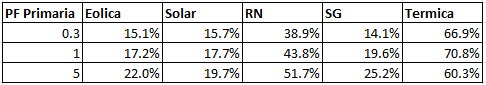 PF Primaria Eolica Solar RN SG Termica
0.3 15.1% 15.7% 38.9% 14.1% 66.9%
1 17.2% 17.7% 43.8% 19.6% 70.8%
5 22.0% 19.7% 51.7% 25.2% 60.3%